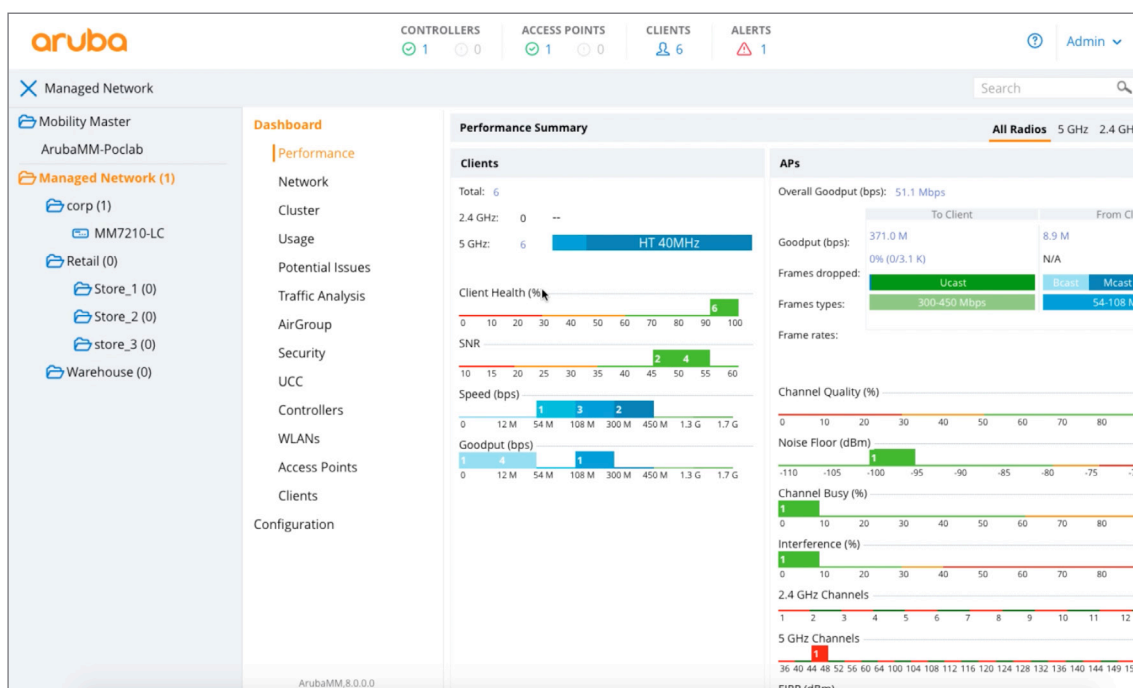 aruba
CONTROLLERS ACCESS POINTS CLIENTS ALERTS
1 0 1 0 6 1
Admin
Managed Network
Search
Mobility Master
ArubaMM-Poclab
Managed Network (1)
corp (1)
MM7210-LC
Retail (0)
Store_1 (0)
Store_2 (0)
store_3 (0)
Warehouse (0)
Dashboard
Performance
Network
Cluster
Usage
Potential Issues
Traffic Analysis
AirGroup
Security
UCC
Controllers
WLANs
Access Points
Clients
Configuration
ArubaMM,8.0.0.0
Performance Summary
All Radios 5 GHz 2.4 GH
Clients
Total: 6
2.4 GHz: 0 --
5 GHz: 6 HT 40MHz
Client Health (%)
6
0 10 20 30 40 50 60 70 80 90 100
SNR
2 4
10 15 20 25 30 35 40 45 50 55 60
Speed (bps)
1 3 2
0 12 M 54 M 108 M 300 M 450 M 1.3 G 1.7 G
Goodput (bps)
1 4 1
0 12 M 54 M 108 M 300 M 450 M 1.3 G 1.7 G
APs
Overall Goodput (bps): 51.1 Mbps
To Client From Cl
Goodput (bps): 371.0 M 8.9 M
0% (0/3.1 K) N/A
Frames dropped:
Ucast Bcast Mcast
Frames types: 300-450 Mbps 54-108 M
Frame rates:
Channel Quality (%)
0 10 20 30 40 50 60 70 80
Noise Floor (dBm)
1
-110 -105 -100 -95 -90 -85 -80 -75
Channel Busy (%)
1
0 10 20 30 40 50 60 70 80
Interference (%)
1
0 10 20 30 40 50 60 70 80
2.4 GHz Channels
1 2 3 4 5 6 7 8 9 10 11 12
5 GHz Channels
1
36 40 44 48 52 56 60 64 100 104 108 112 116 120 124 128 132 136 140 144 149 15
EIRP (dBm)